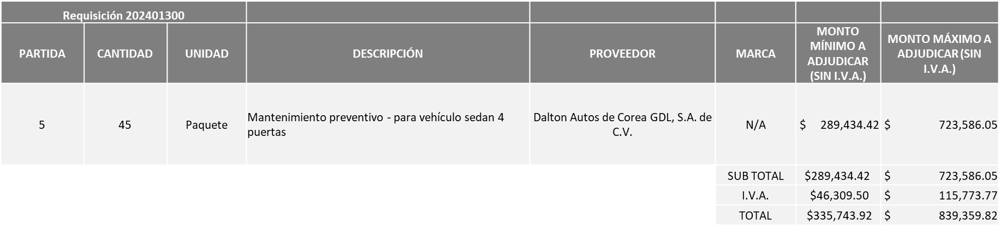 Requisición 202401300
PARTIDA
CANTIDAD
UNIDAD
DESCRIPCIÓN
PROVEEDOR
MARCA
MONTO
MÍNIMO A
ADJUDICAR
(SIN I.V.A.)
MONTO MÁXIMO A
ADJUDICAR (SIN
I.V.A.)
5
45
Paquete
Mantenimiento preventivo - para vehículo sedan 4
puertas
Dalton Autos de Corea GDL, S.A. de
C.V.
N/A
$ 289,434.42
$ 723,586.05
SUB TOTAL $289,434.42 $ 723,586.05
I.V.A. $46,309.50 $ 115,773.77
TOTAL $335,743.92 $ 839,359.82